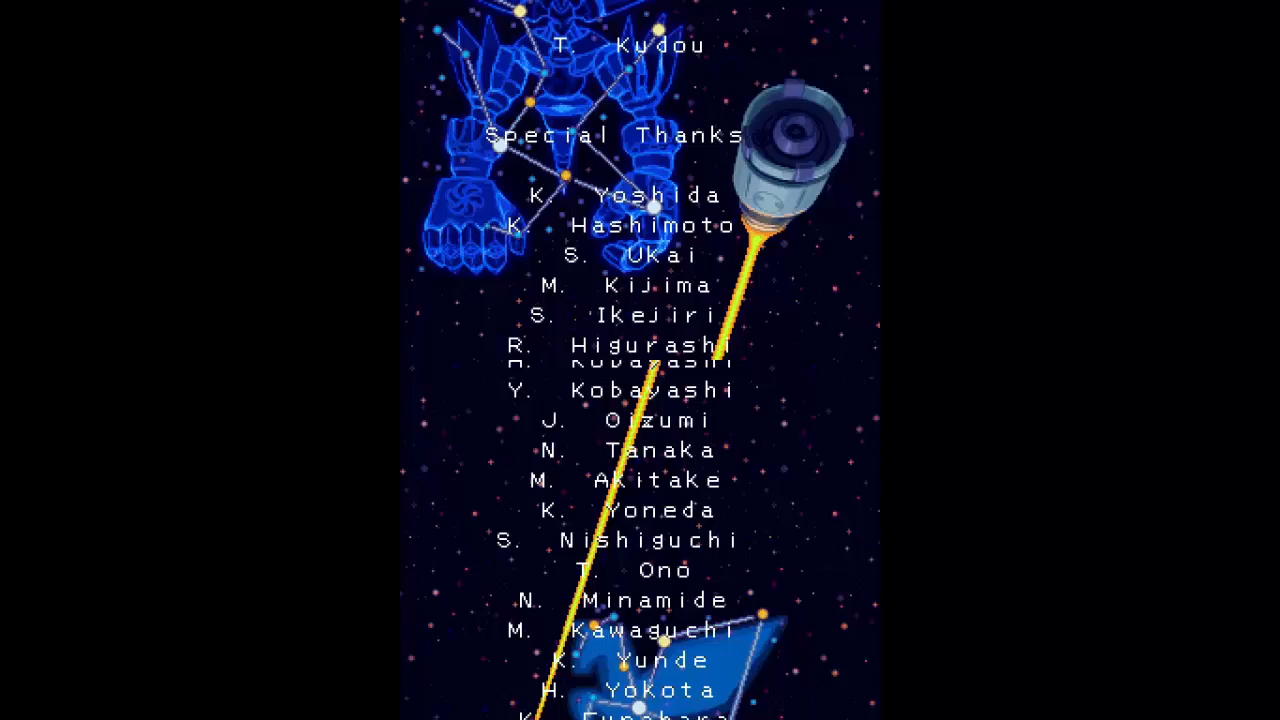 T. Kudou
Special Thanks
K. Yoshida
K. Hashimoto
S. Ukai
M. Kijima
S. Ikejiri
R. Higurashi
Y. Kobayashi
J. Oizumi
N. Tanaka
M. Akitake
K. Yoneda
S. Nishiguchi
T. Ono
N. Minamide
M. Kawaguchi
K. Yunde
H. Yokota